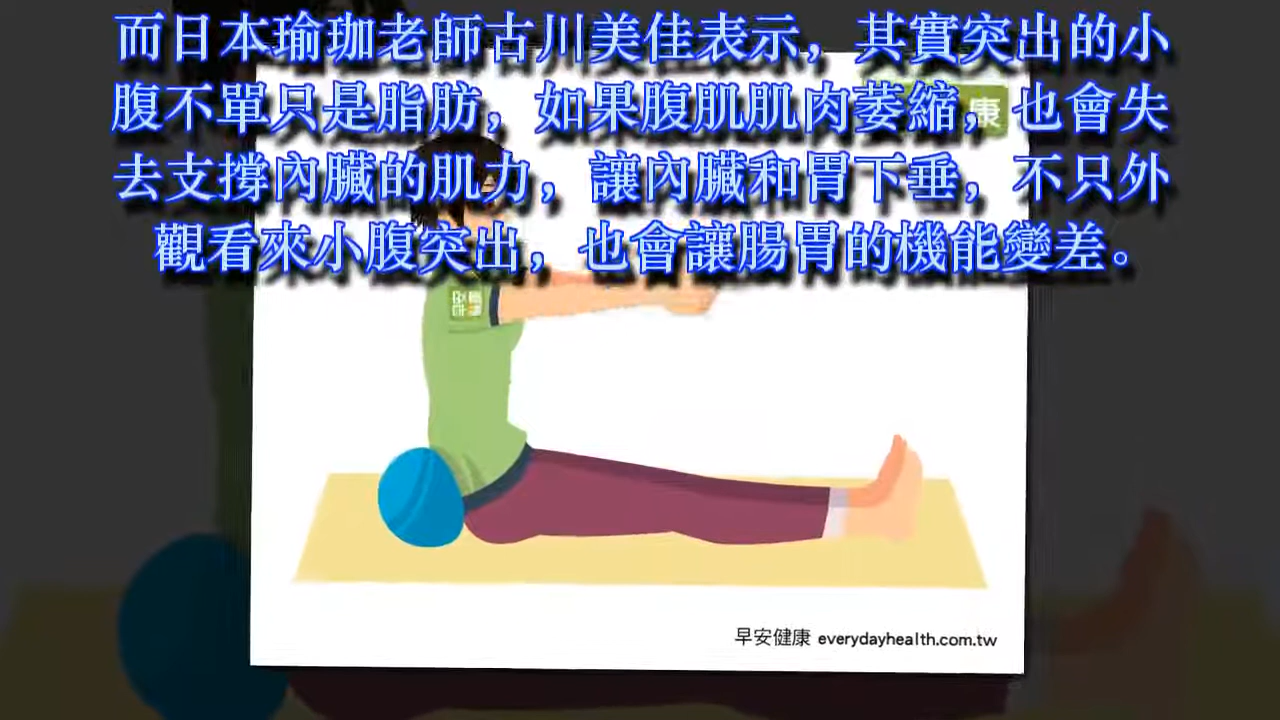 而日本瑜珈老師古川美佳表示，其實突出的小
腹不單只是脂肪，如果腹肌肌肉萎縮，也會失
去支撐內臟的肌力，讓內臟和胃下垂，不只外
觀看來小腹突出，也會讓腸胃的機能變差。
康
早安健康 everydayhealth.com.tw